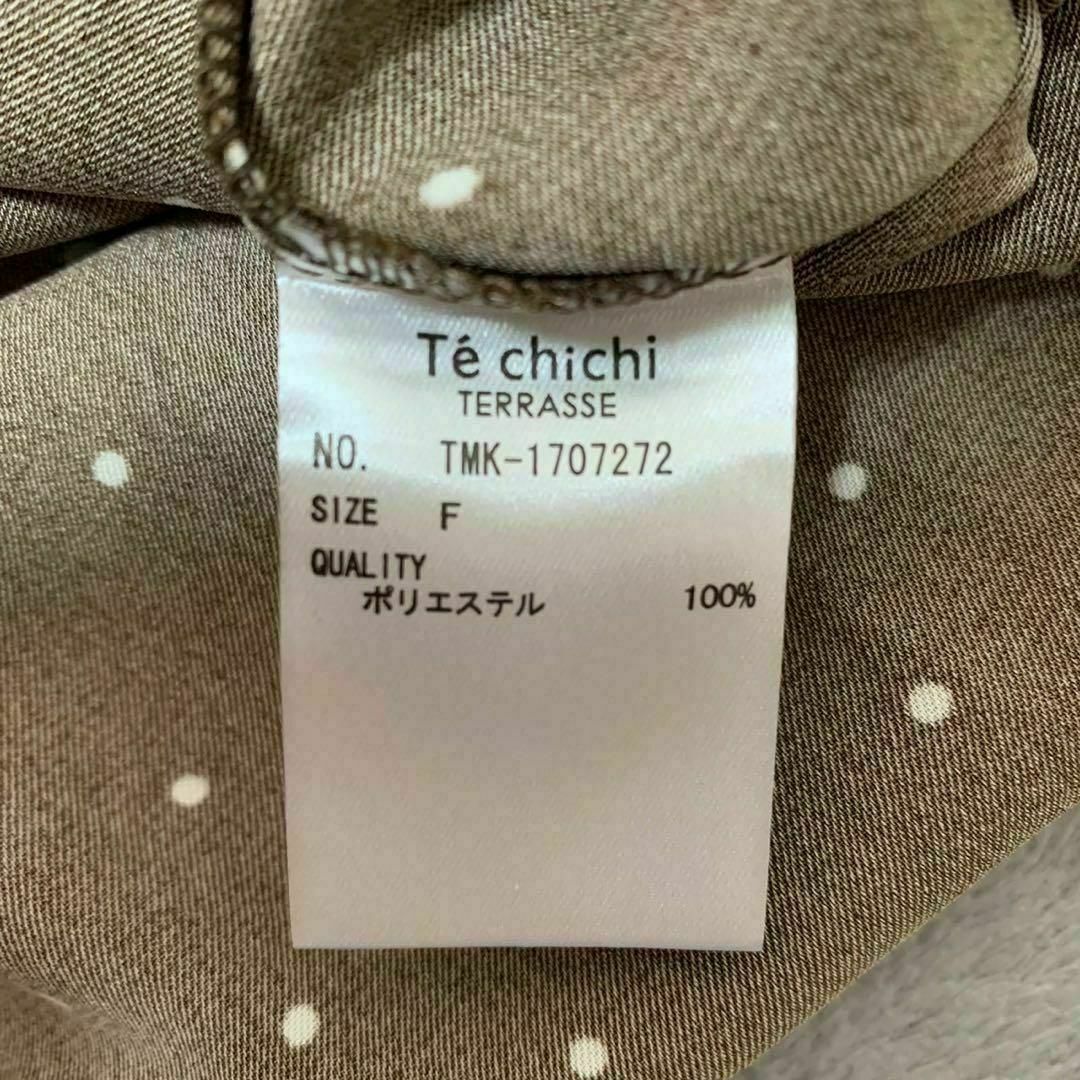 Té chichi
TERRASSE
NO. TMK-1707272
SIZE F
QUALITY
ポリエステル 100%